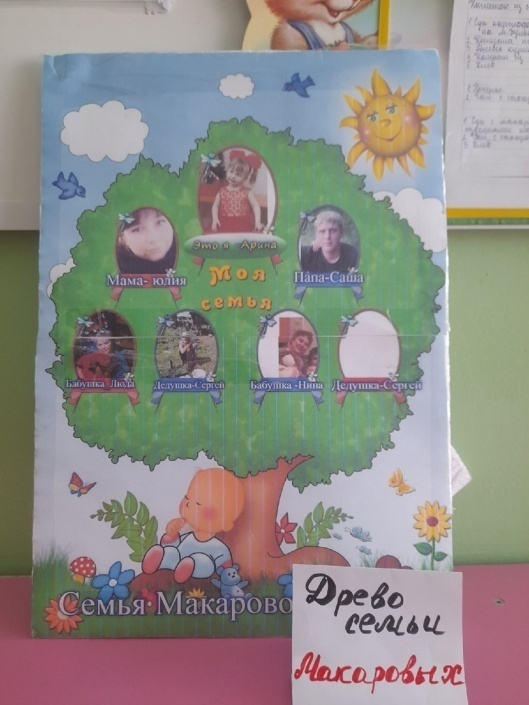 Это я Арина
Моя
семья
Мама- юлия
Папа-Саша
Бабушка Люда
Дедушка-Сергей
Бабушка -Нина
Дедушка-Сергей
Семья Макарово
Древо
семьи
Макаровых